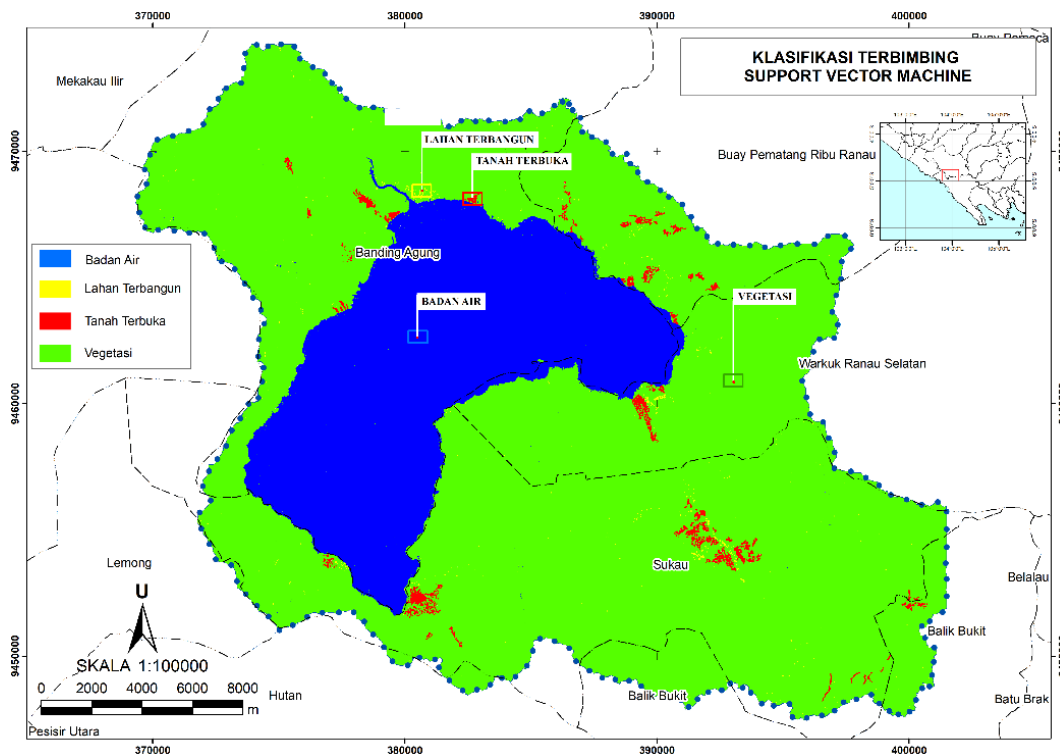 370000
380000
390000
400000
KLASIFIKASI TERBIMBING
SUPPORT VECTOR MACHINE
Mekakau Ilir
LAHAN TERBANGUN
TANAH TERBUKA
9470000
Buay Pematang Ribu Ranau
Banding Agung
Badan Air
Lahan Terbangun
Tanah Terbuka
Vegetasi
BADAN AIR
VEGETASI
Warkuk Ranau Selatan
9460000
Sukau
Lemong
Belalau
U
Balik Bukit
9450000
SKALA 1:100000
0 2000 4000 6000 8000
m
Hutan
Balik Bukit
Batu Brak
Pesisir Utara
370000
380000
390000
400000